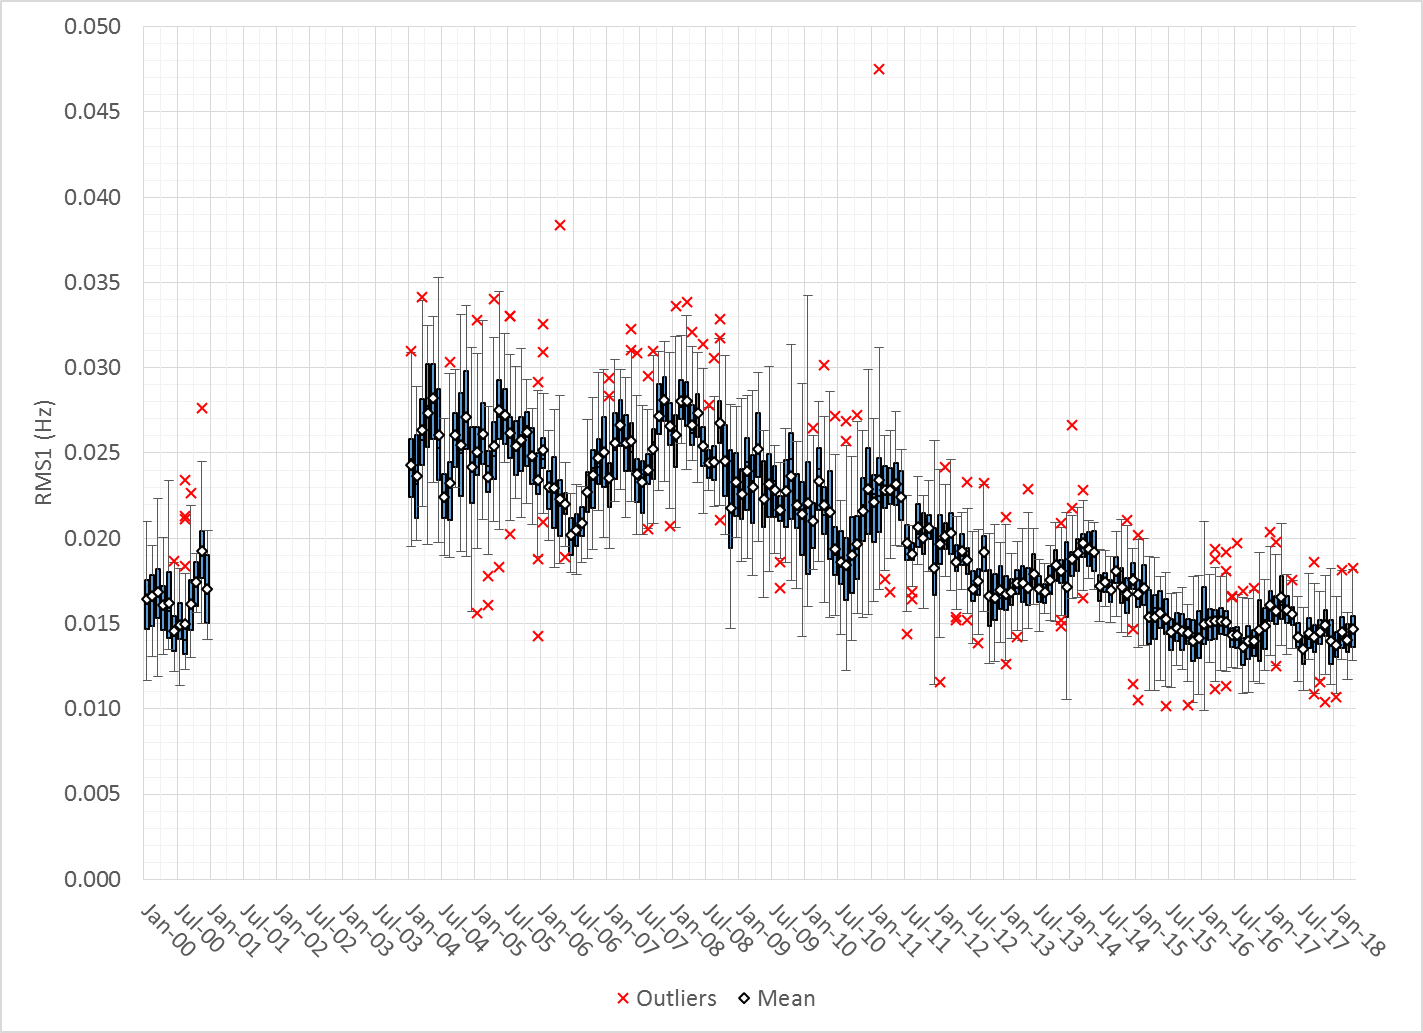 0.050
0.045
0.040
0.035
0.030
0.025
0.020
0.015
0.010
0.005
0.000
RMS1 (Hz)
Jan-00
Jul-00
Jan-01
Jul-01
Jan-02
Jul-02
Jan-03
Jul-03
Jan-04
Jul-04
Jan-05
Jul-05
Jan-06
Jul-06
Jan-07
Jul-07
Jan-08
Jul-08
Jan-09
Jul-09
Jan-10
Jul-10
Jan-11
Jul-11
Jan-12
Jul-12
Jan-13
Jul-13
Jan-14
Jul-14
Jan-15
Jul-15
Jan-16
Jul-16
Jan-17
Jul-17
Jan-18
Outliers Mean